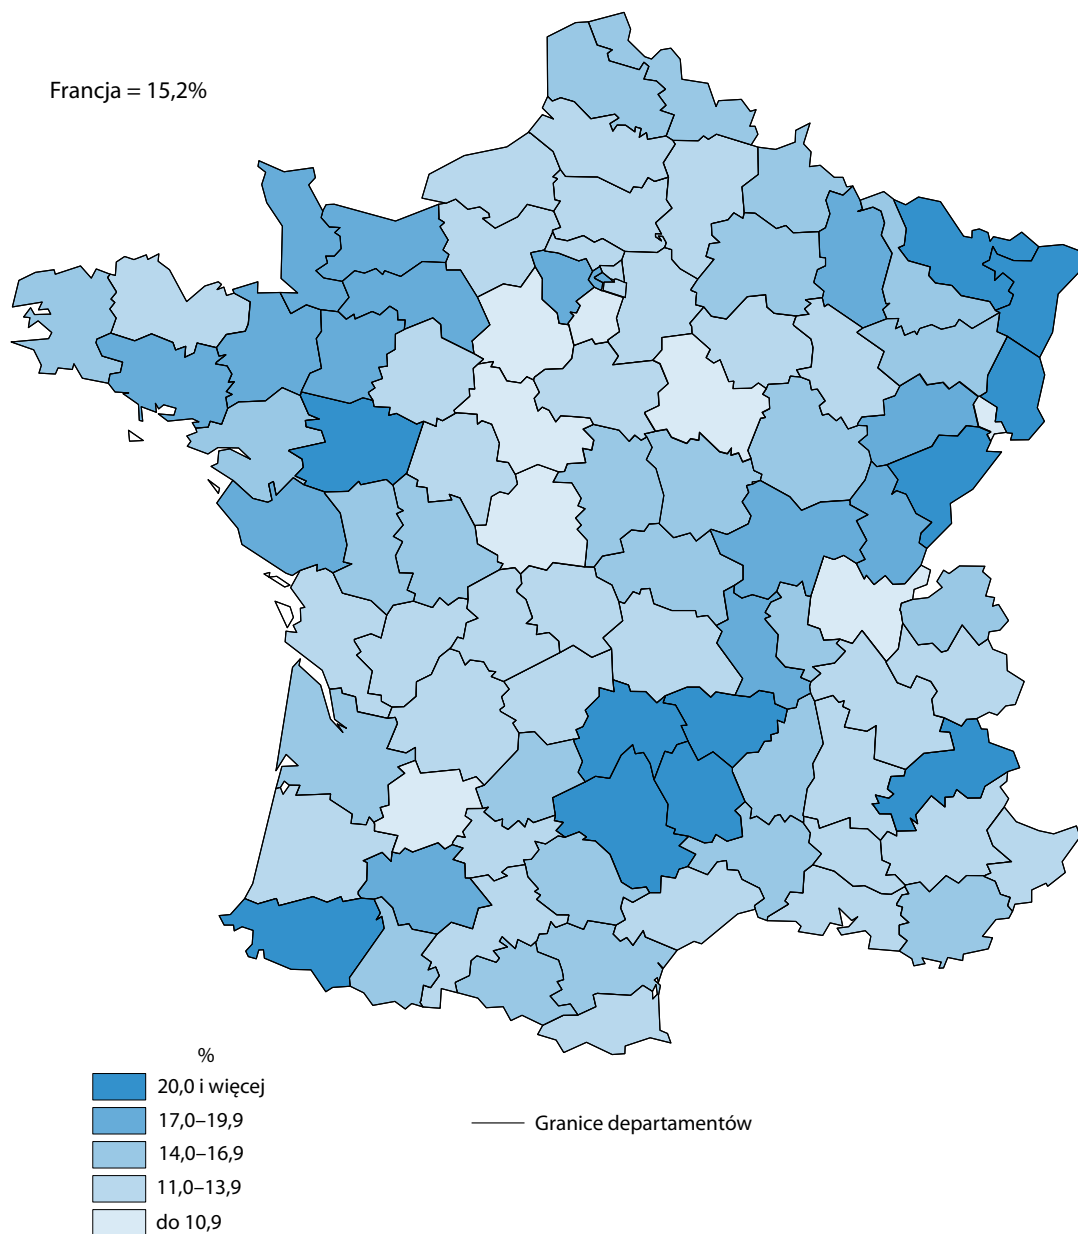 Francja = 15,2%
%
20,0 i więcej
17,0–19,9
14,0–16,9
11,0–13,9
do 10,9
Granice departamentów